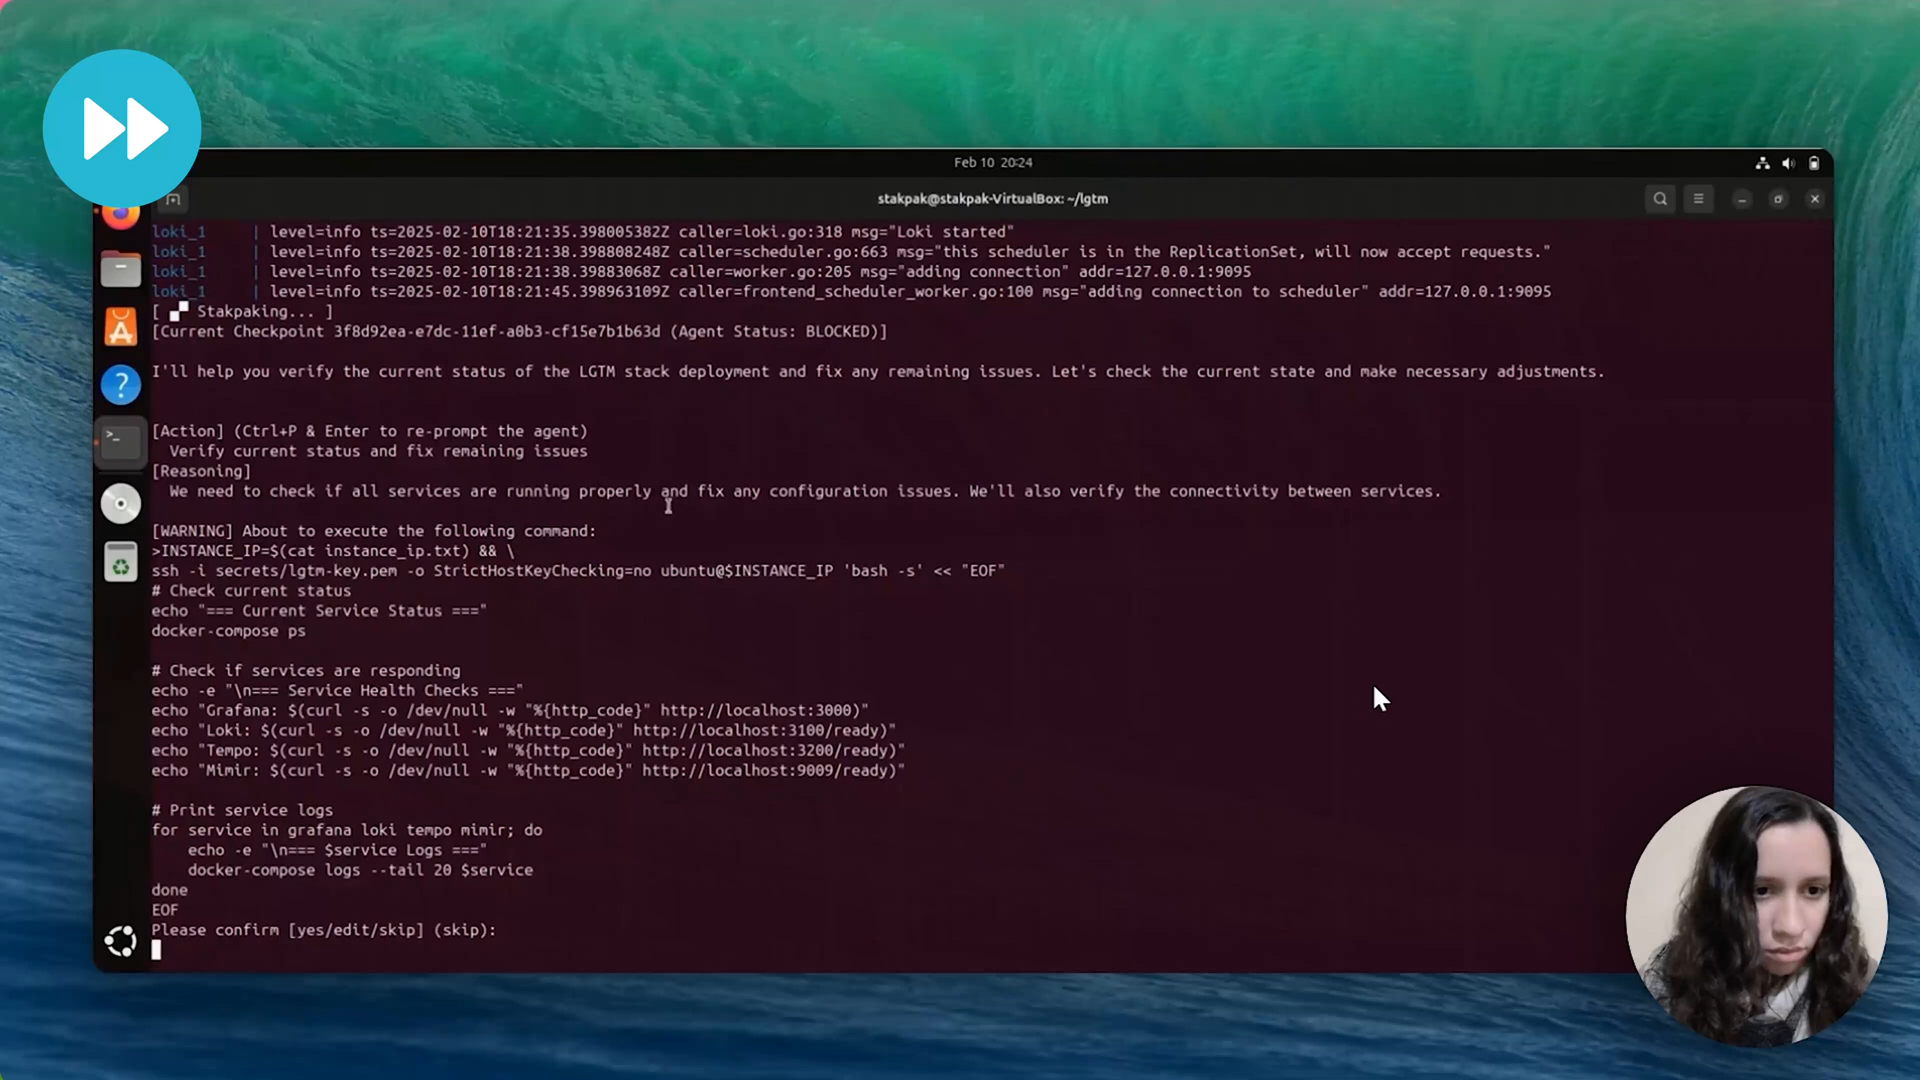 Feb 10 20:24
stakpak@stakpak-VirtualBox: ~/lgtm
loki_1     | level=info ts=2025-02-10T18:21:35.398005382Z caller=loki.go:318 msg="Loki started"
loki_1     | level=info ts=2025-02-10T18:21:38.398808248Z caller=scheduler.go:663 msg="this scheduler is in the ReplicationSet, will now accept requests."
loki_1     | level=info ts=2025-02-10T18:21:38.39883068Z caller=worker.go:205 msg="adding connection" addr=127.0.0.1:9095
loki_1     | level=info ts=2025-02-10T18:21:45.398963109Z caller=frontend_scheduler_worker.go:100 msg="adding connection to scheduler" addr=127.0.0.1:9095
[ Stakpaking... ]
[Current Checkpoint 3f8d92ea-e7dc-11ef-a0b3-cf15e7b1b63d (Agent Status: BLOCKED)]
I'll help you verify the current status of the LGTM stack deployment and fix any remaining issues. Let's check the current state and make necessary adjustments.
[Action] (Ctrl+P & Enter to re-prompt the agent)
Verify current status and fix remaining issues
[Reasoning]
We need to check if all services are running properly and fix any configuration issues. We'll also verify the connectivity between services.
[WARNING] About to execute the following command:
>INSTANCE_IP=$(cat instance_ip.txt) && \
ssh -i secrets/lgtm-key.pem -o StrictHostKeyChecking=no ubuntu@$INSTANCE_IP 'bash -s' << "EOF"
# Check current status
echo "=== Current Service Status ==="
docker-compose ps
# Check if services are responding
echo -e "\n=== Service Health Checks ==="
echo "Grafana: $(curl -s -o /dev/null -w "%{http_code}" http://localhost:3000)"
echo "Loki: $(curl -s -o /dev/null -w "%{http_code}" http://localhost:3100/ready)"
echo "Tempo: $(curl -s -o /dev/null -w "%{http_code}" http://localhost:3200/ready)"
echo "Mimir: $(curl -s -o /dev/null -w "%{http_code}" http://localhost:9009/ready)"
# Print service logs
for service in grafana loki tempo mimir; do
    echo -e "\n=== $service Logs ==="
    docker-compose logs --tail 20 $service
done
EOF
Please confirm [yes/edit/skip] (skip):